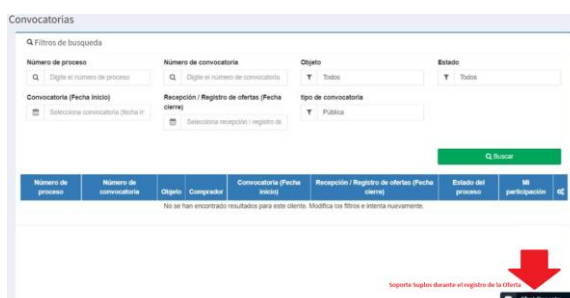 Convocatorias
Filtros de busqueda
Número de proceso
Número de convocatoria
Objeto
Estado
Digite el número de proceso
Digite el número de convocatoria
Todos
Todos
Convocatoria (Fecha inicio)
Recepción / Registro de ofertas (Fecha cierre)
tipo de convocatoria
Selecciona convocatoria (fecha in
Selecciona recepción / registro de
Pública
Buscar
Número de proceso
Número de convocatoria
Objeto
Comprador
Convocatoria (Fecha inicio)
Recepción / Registro de ofertas (Fecha cierre)
Estado del proceso
Mi participación
No se han encontrado resultados para este cliente. Modifica los filtros e intenta nuevamente.
Soporte Suplos durante el registro de la Oferta